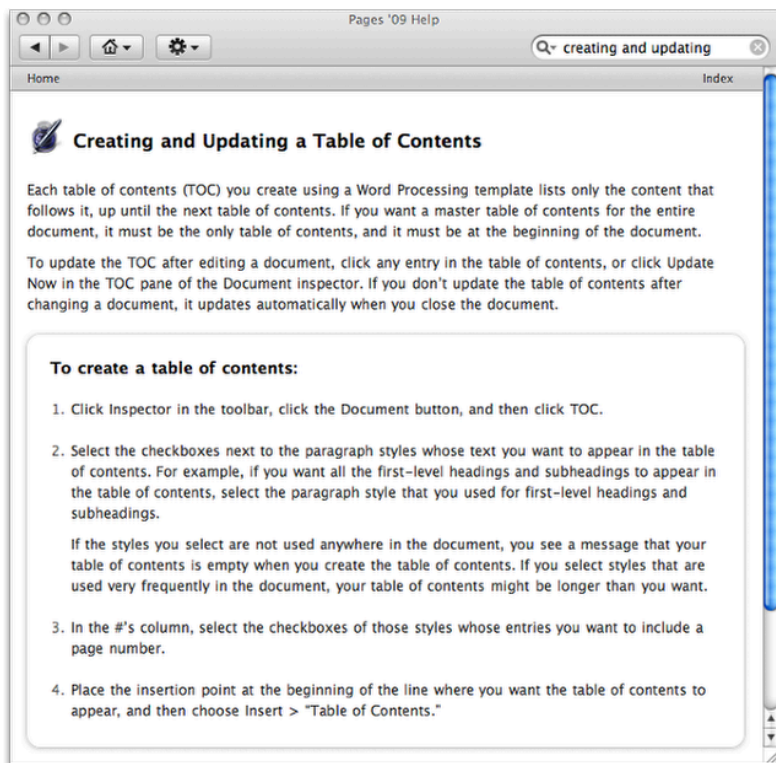 Pages '09 Help
creating and updating
Home
Index
Creating and Updating a Table of Contents
Each table of contents (TOC) you create using a Word Processing template lists only the content that
follows it, up until the next table of contents. If you want a master table of contents for the entire
document, it must be the only table of contents, and it must be at the beginning of the document.
To update the TOC after editing a document, click any entry in the table of contents, or click Update
Now in the TOC pane of the Document inspector. If you don't update the table of contents after
changing a document, it updates automatically when you close the document.
To create a table of contents:
1. Click Inspector in the toolbar, click the Document button, and then click TOC.
2. Select the checkboxes next to the paragraph styles whose text you want to appear in the table
of contents. For example, if you want all the first-level headings and subheadings to appear in
the table of contents, select the paragraph style that you used for first-level headings and
subheadings.
If the styles you select are not used anywhere in the document, you see a message that your
table of contents is empty when you create the table of contents. If you select styles that are
used very frequently in the document, your table of contents might be longer than you want.
3. In the #'s column, select the checkboxes of those styles whose entries you want to include a
page number.
4. Place the insertion point at the beginning of the line where you want the table of contents to
appear, and then choose Insert > "Table of Contents."